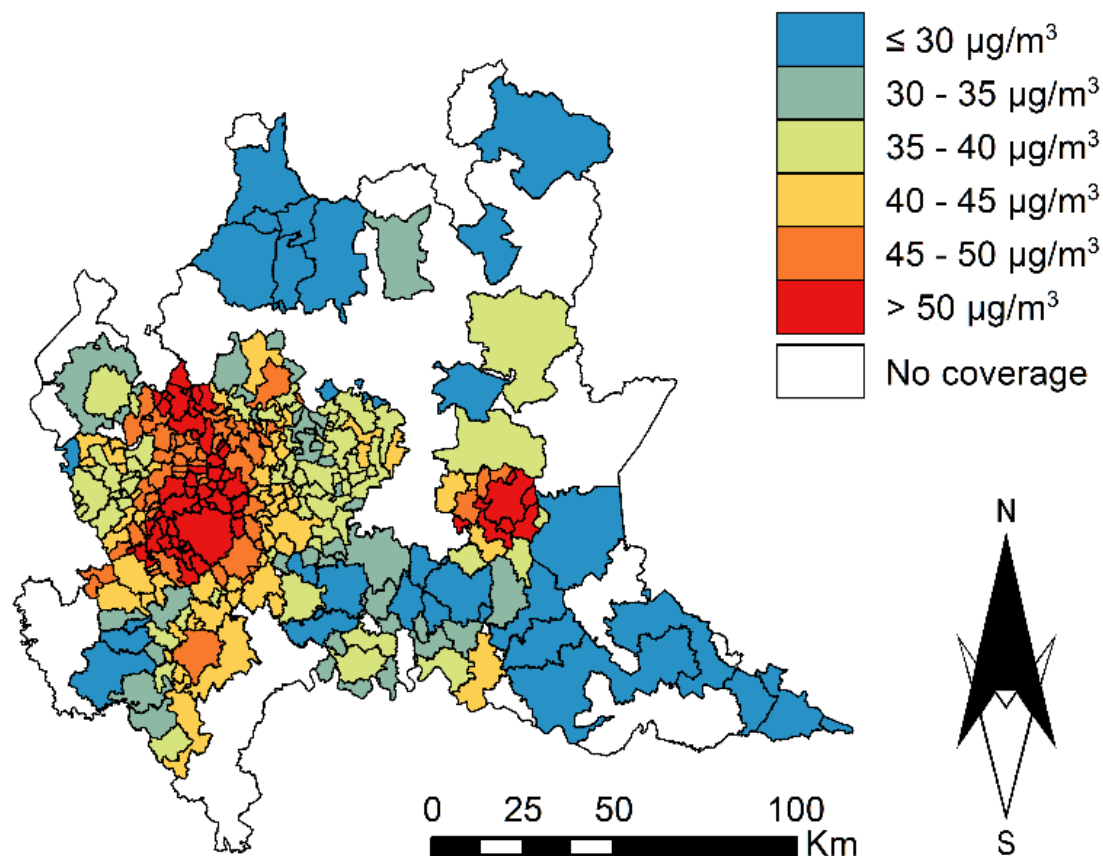 ≤ 30 µg/m³
30 - 35 µg/m³
35 - 40 µg/m³
40 - 45 µg/m³
45 - 50 µg/m³
> 50 µg/m³
No coverage
N
S
0 25 50 100
Km